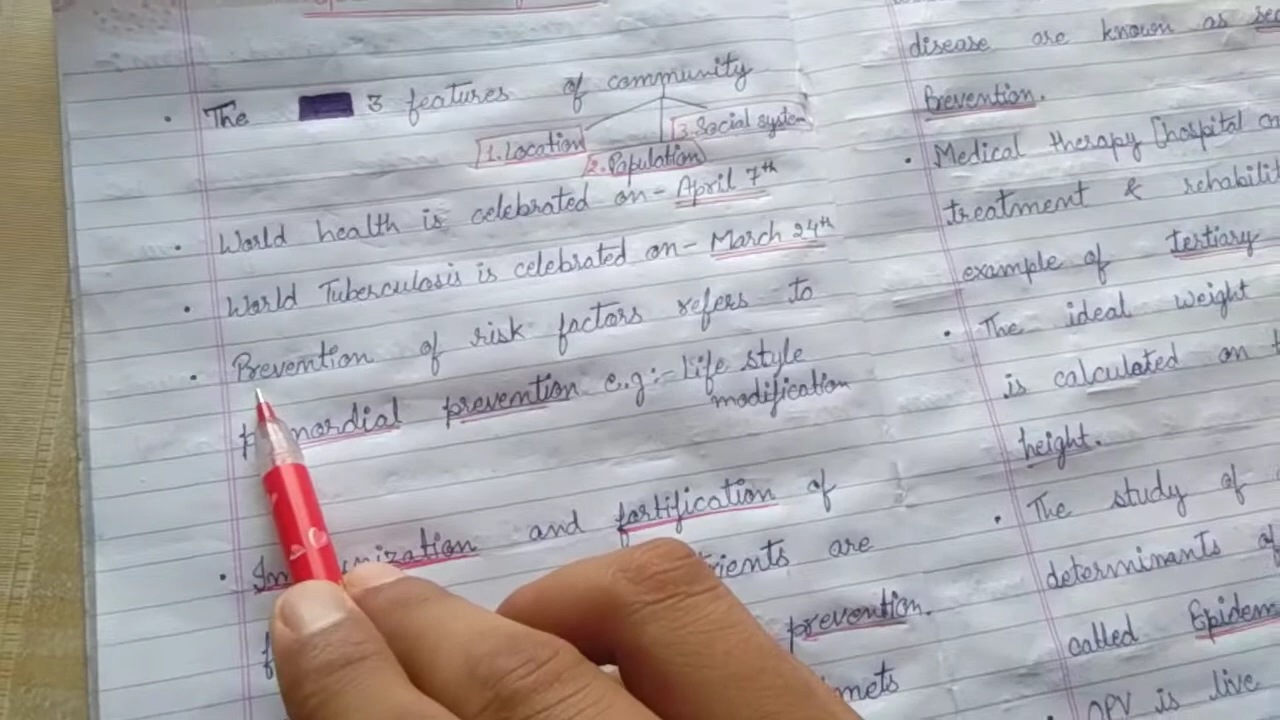 The 3 features of community
1. Location
2. Population
3. Social system
World health is celebrated on - April 7th
World Tuberculosis is celebrated on - March 24th
Prevention of risk factors refers to
primordial prevention e.g:- Life style
modification
and fortification of
are
prevention.
disease are known as
Prevention.
Medical therapy [hospital
treatment &
example of tertiary
The ideal weight
is calculated on
height.
The study of
determinants of
called
OPV is live